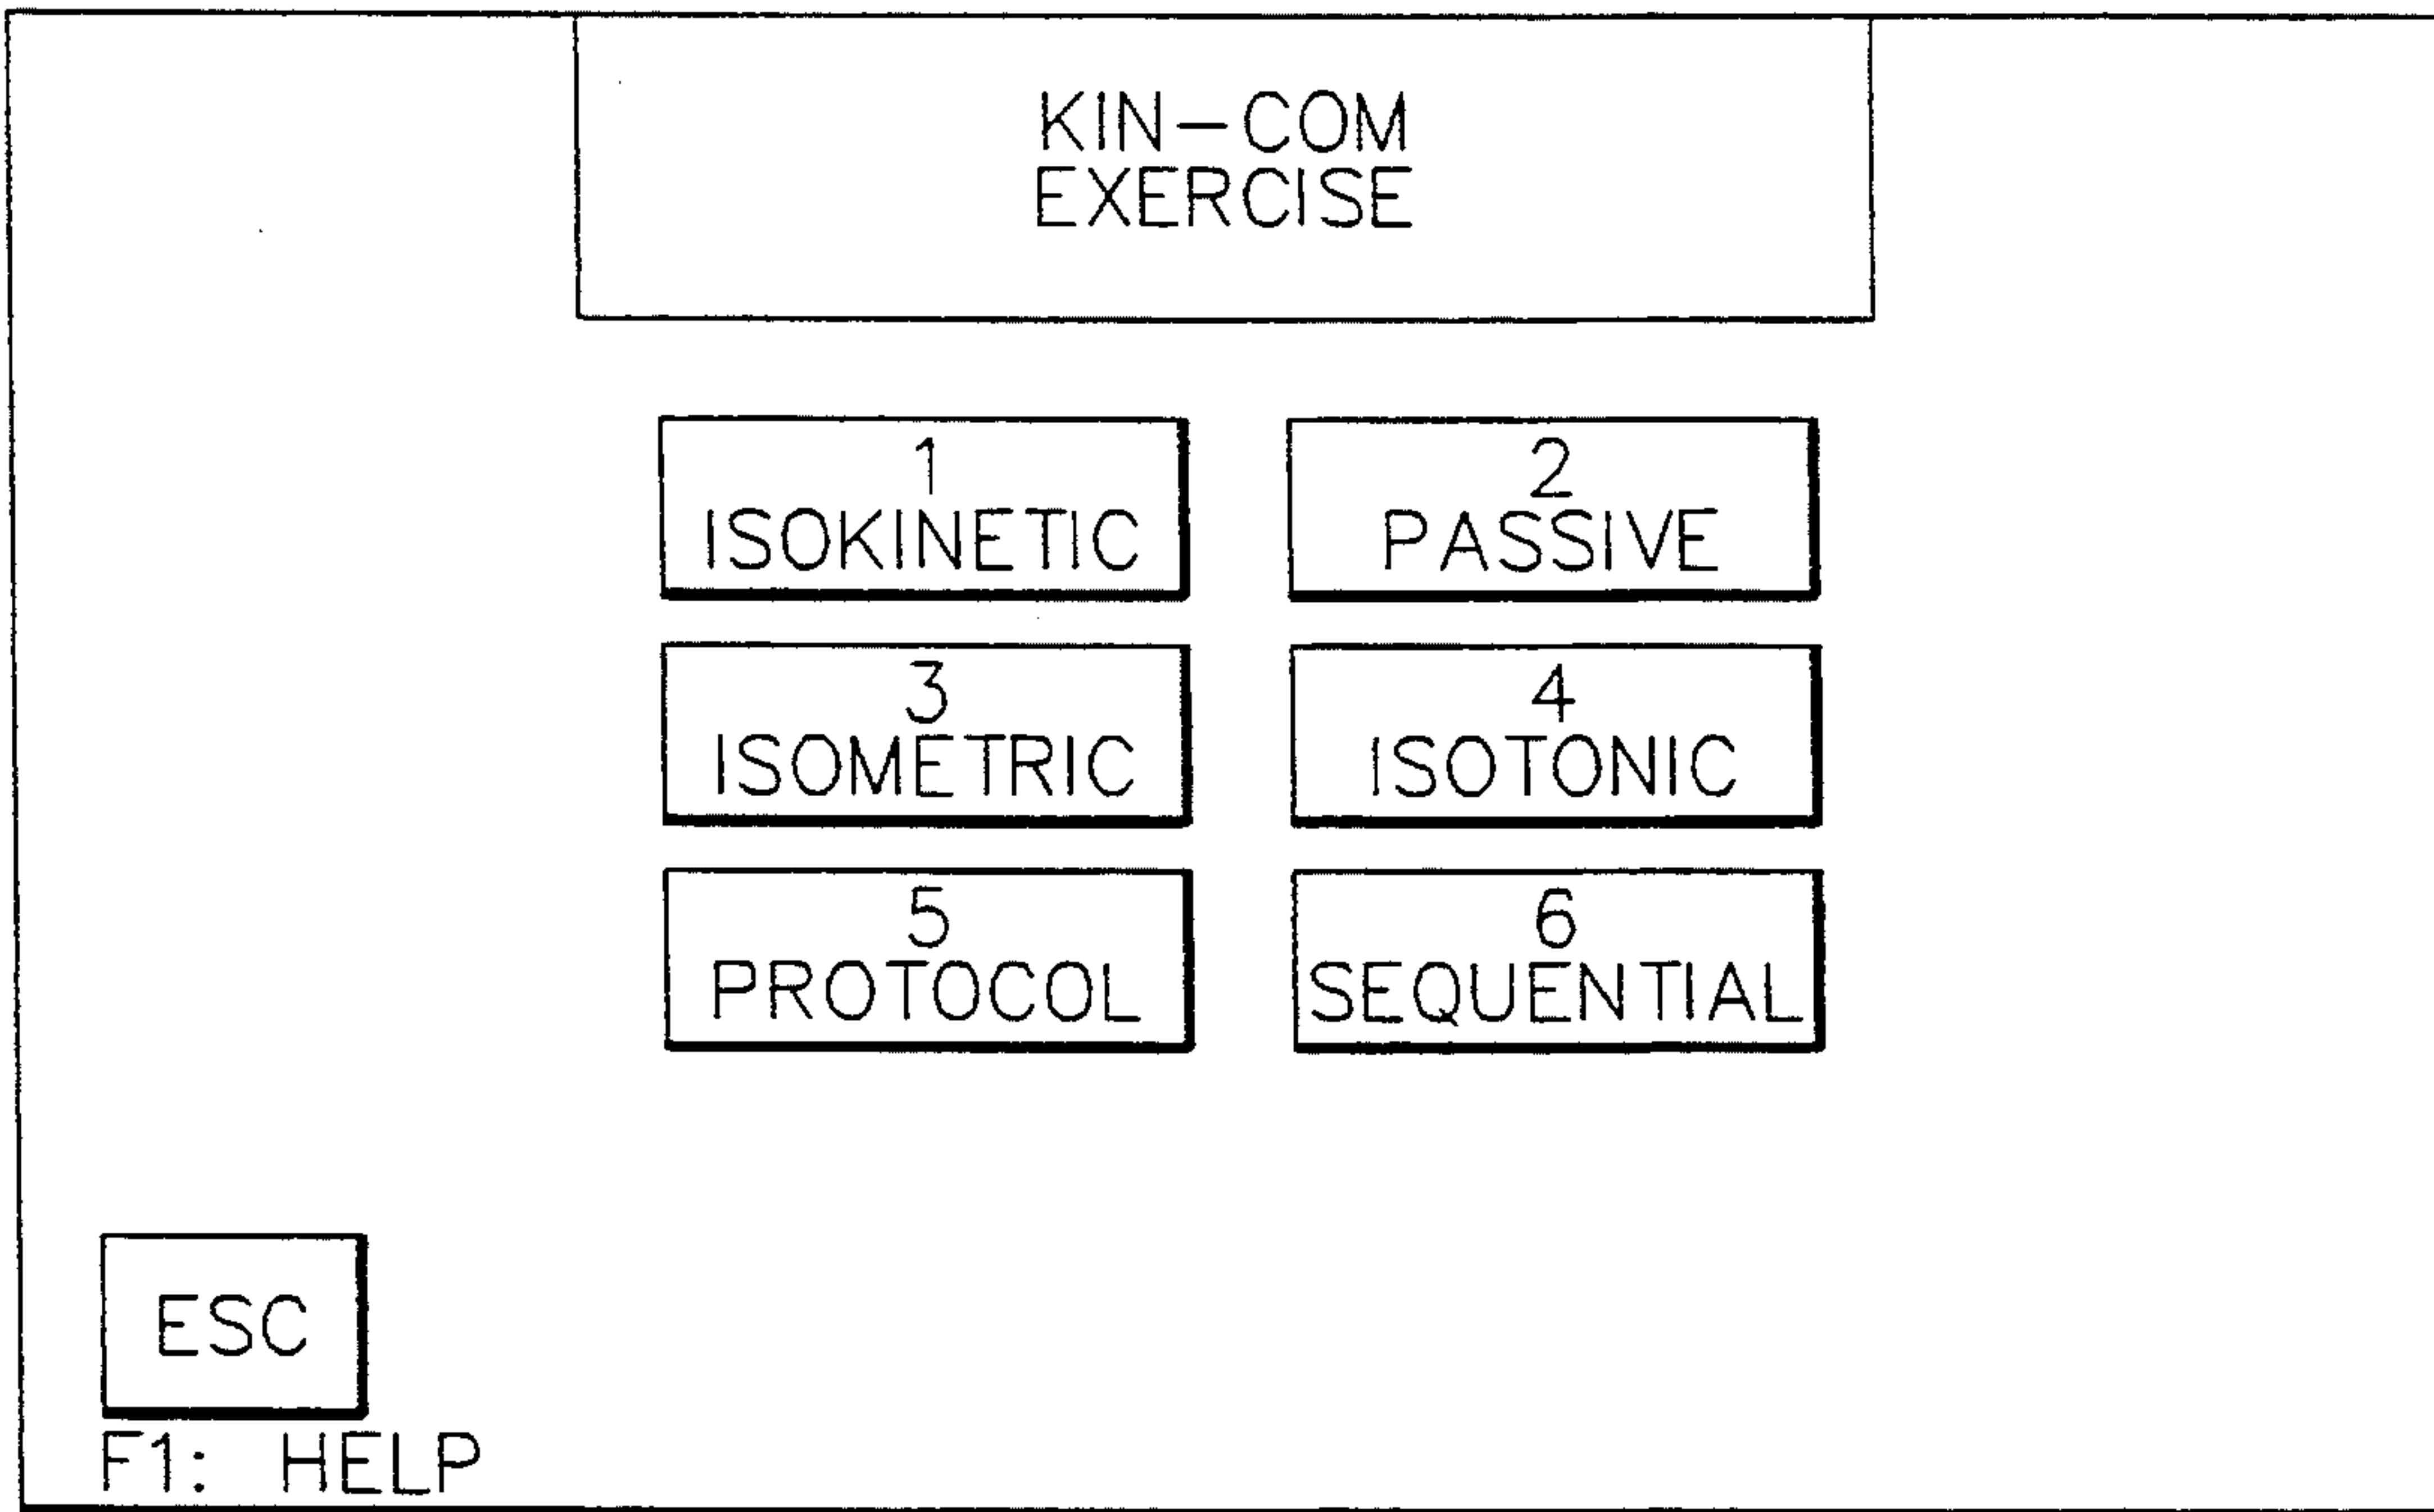 KIN-COM
EXERCISE
1
ISOKINETIC
2
PASSIVE
3
ISOMETRIC
4
ISOTONIC
5
PROTOCOL
6
SEQUENTIAL
ESC
F1: HELP